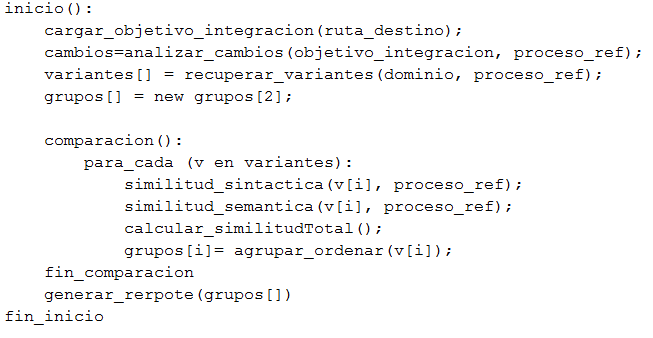 inicio():
cargar_objetivo_integracion(ruta_destino);
cambios=analizar_cambios(objetivo_integracion, proceso_ref);
variantes[] = recuperar_variantes(dominio, proceso_ref);
grupos[] = new grupos[2];
comparacion():
para_cada (v en variantes):
similitud_sintactica(v[i], proceso_ref);
similitud_semantica(v[i], proceso_ref);
calcular_similitudTotal();
grupos[i]= agrupar_ordenar(v[i]);
fin_comparacion
generar_rerpote(grupos[])
fin_inicio